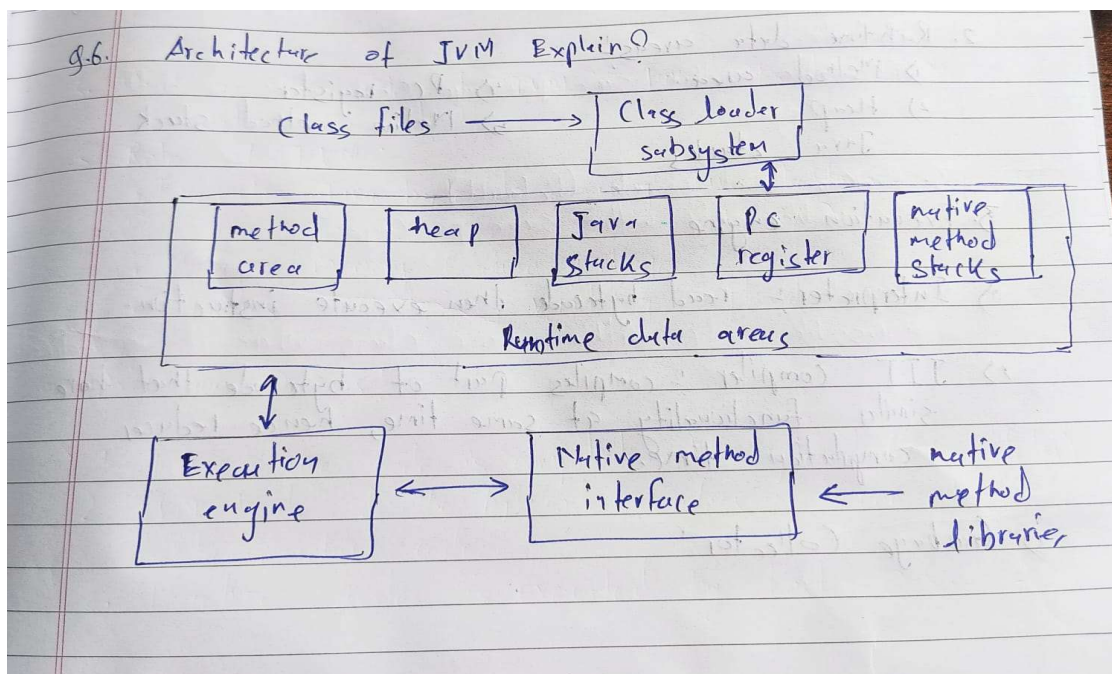 Q.6. Architecture of JVM Explain?
Class files
Class loader
subsystem
method
area
heap
Java
Stacks
PC
register
native
method
stacks
Runtime data areas
Execution
engine
Native method
interface
native
method
libraries